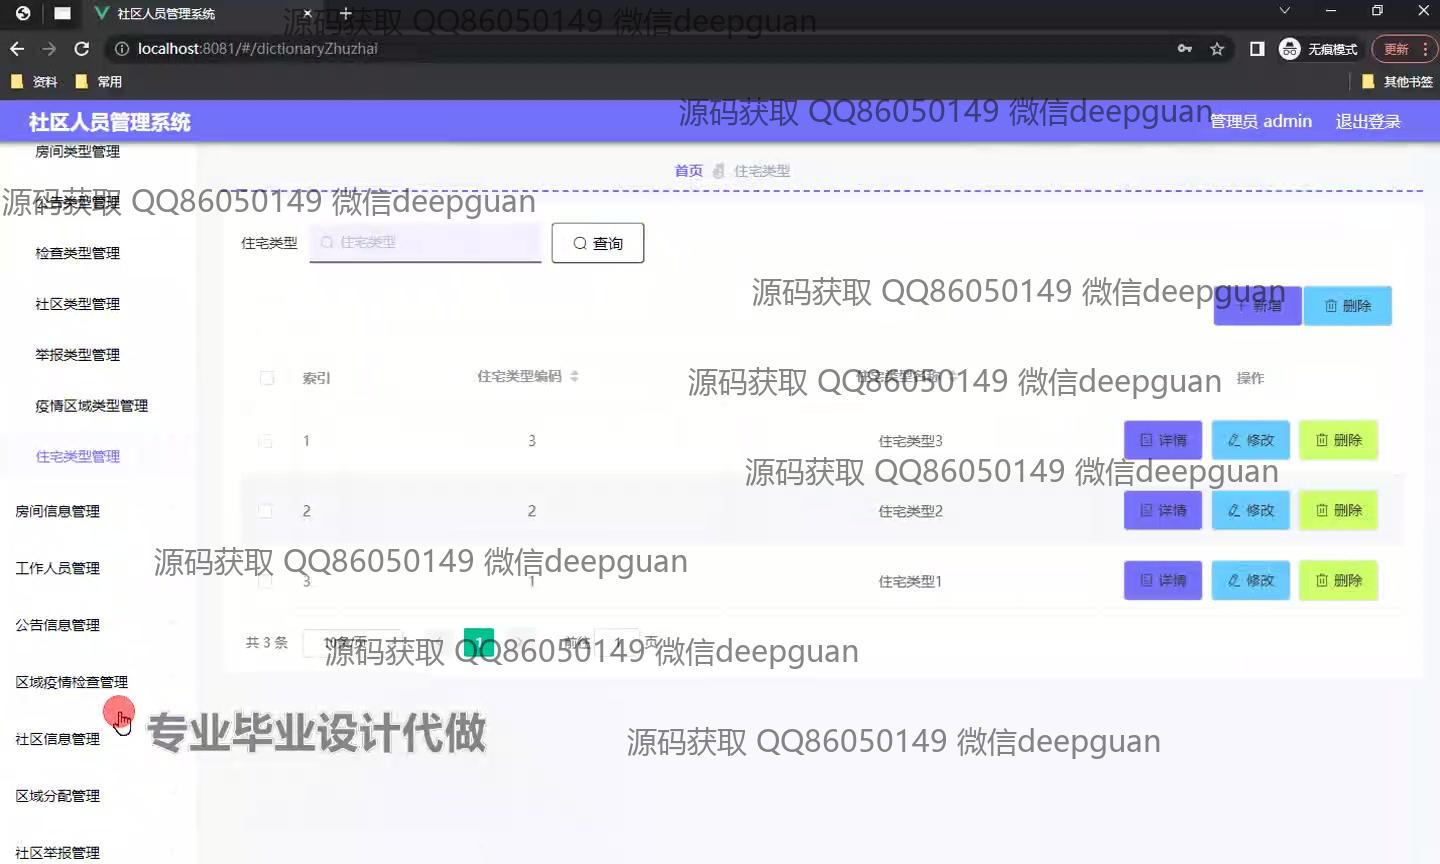 社区人员管理系统
源码获取 QQ86050149 微信deepguan
localhost:8081/#/dictionaryZhuzhai
无痕模式
更新
资料
常用
其他书签
社区人员管理系统
源码获取 QQ86050149 微信deepguan
管理员 admin
退出登录
房间类型管理
首页
住宅类型
公告类型管理
源码获取 QQ86050149 微信deepguan
住宅类型
住宅类型
查询
检查类型管理
社区类型管理
源码获取 QQ86050149 微信deepguan
+ 新增
删除
举报类型管理
索引
住宅类型编码
住宅类型名称
操作
源码获取 QQ86050149 微信deepguan
疫情区域类型管理
1
3
住宅类型3
详情
修改
删除
住宅类型管理
源码获取 QQ86050149 微信deepguan
房间信息管理
2
2
住宅类型2
详情
修改
删除
工作人员管理
源码获取 QQ86050149 微信deepguan
3
1
住宅类型1
详情
修改
删除
公告信息管理
共 3 条
10条/页
1
前往
1
页
源码获取 QQ86050149 微信deepguan
区域疫情检查管理
社区信息管理
专业毕业设计代做
源码获取 QQ86050149 微信deepguan
区域分配管理
社区举报管理